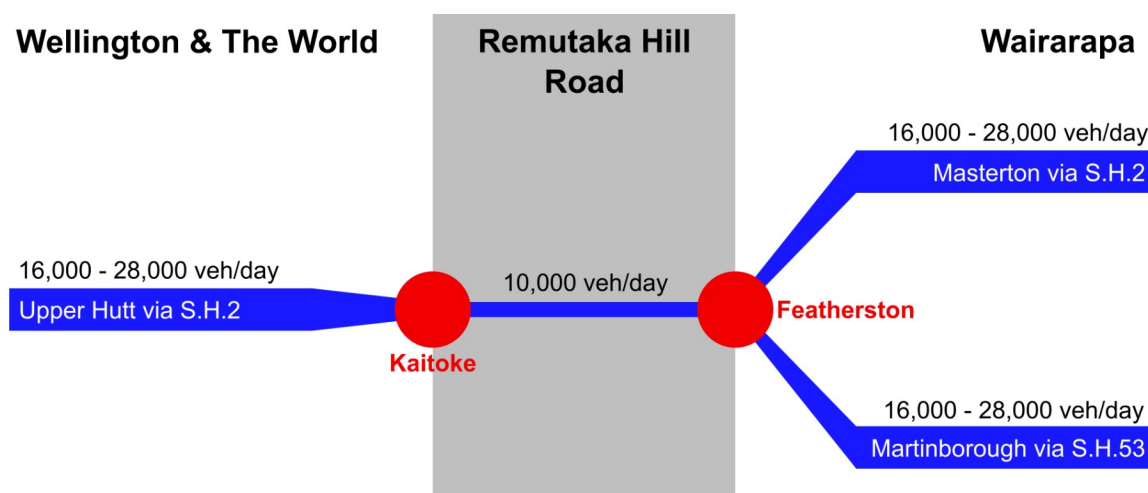 Wellington & The World
Remutaka Hill
Road
Wairarapa
16,000 - 28,000 veh/day
Masterton via S.H.2
16,000 - 28,000 veh/day
Upper Hutt via S.H.2
Kaitoke
10,000 veh/day
Featherston
16,000 - 28,000 veh/day
Martinborough via S.H.53